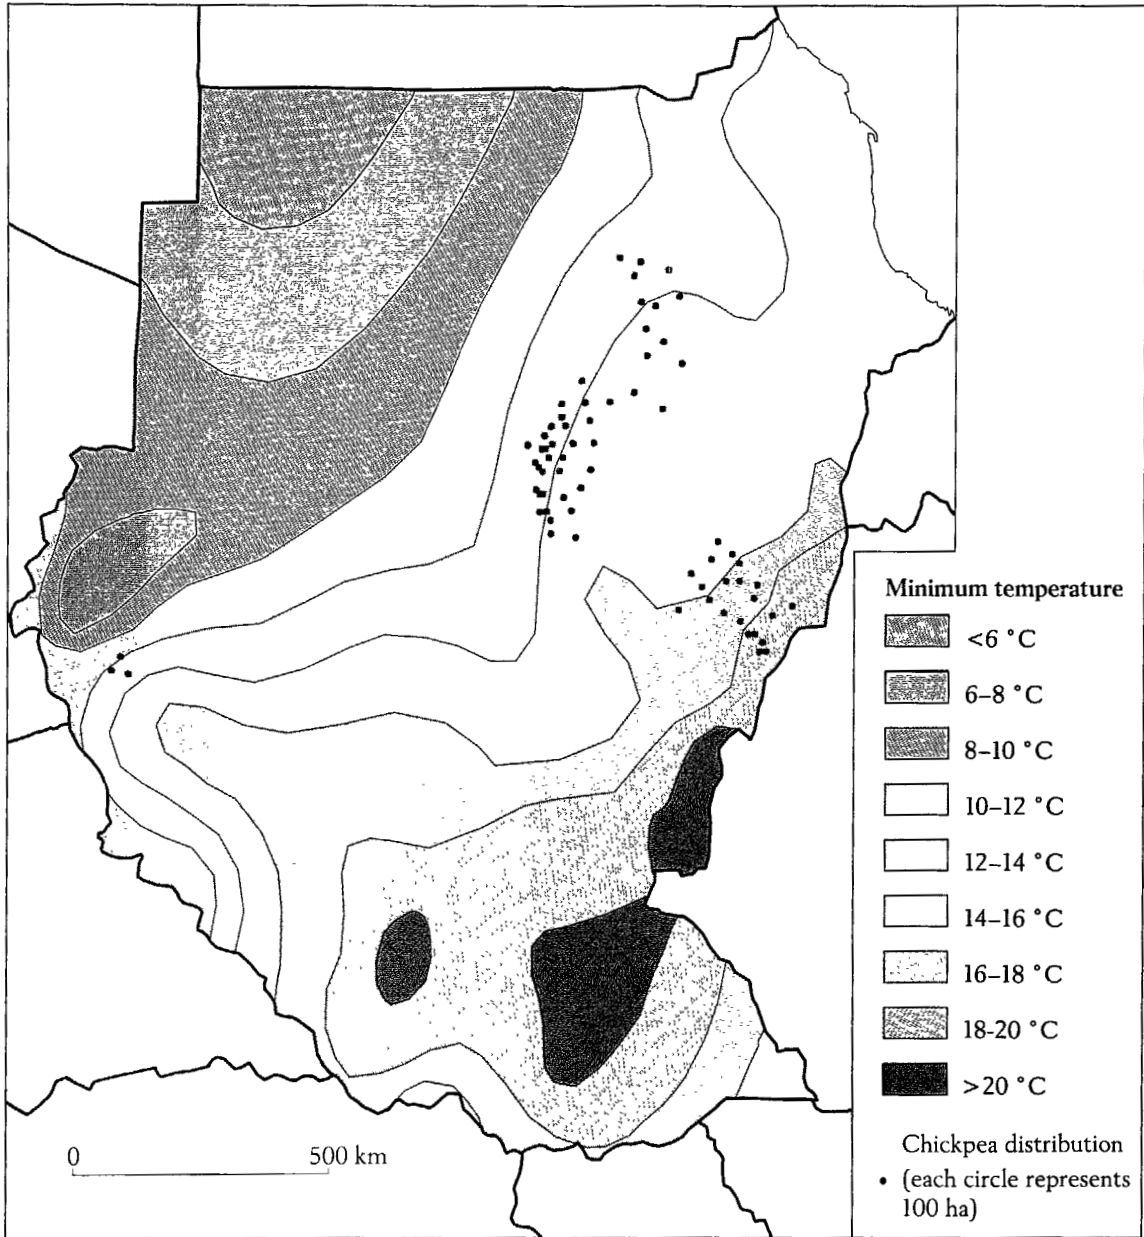 Minimum temperature
<6 °C
6–8 °C
8–10 °C
10–12 °C
12–14 °C
14–16 °C
16–18 °C
18-20 °C
>20 °C
Chickpea distribution
• (each circle represents
100 ha)
0 500 km